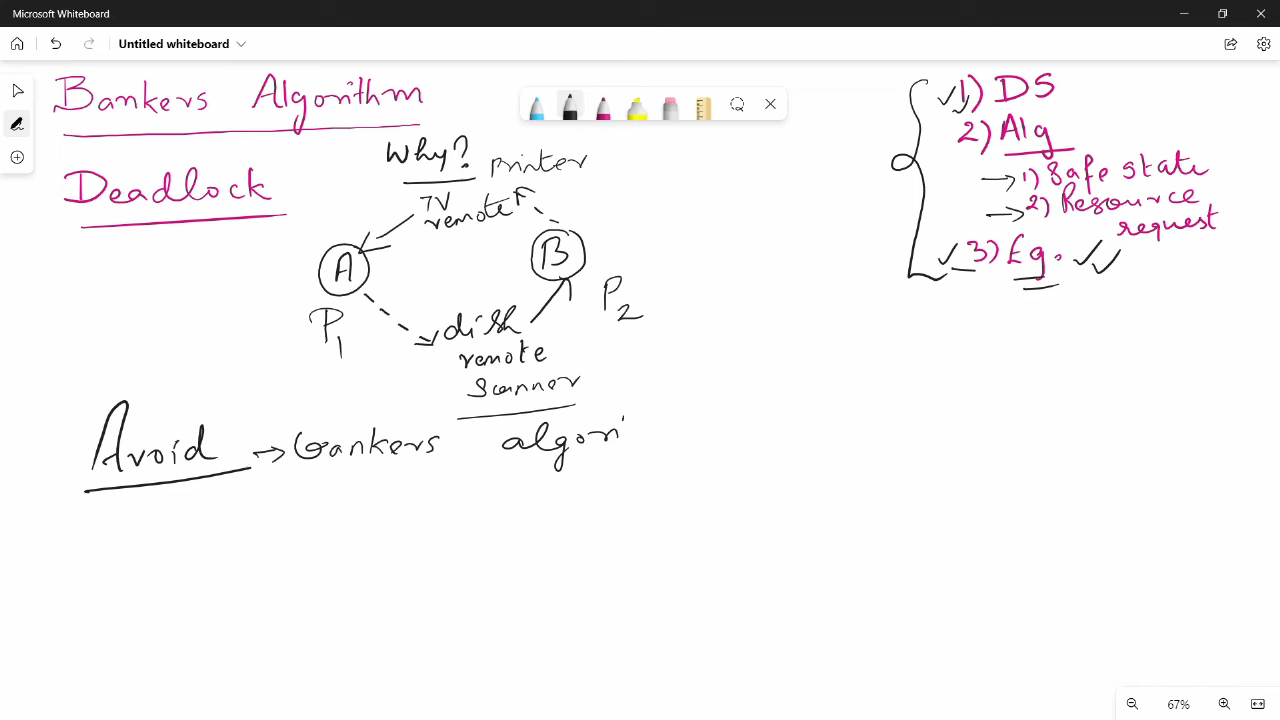 Microsoft Whiteboard
Untitled whiteboard
Bankers Algorithm
Deadlock
Why?
printer
TV
remote
A
B
P1
P2
dish
remote
scanner
Avoid → bankers algori
1) DS
2) Alg
→ 1) Safe state
→ 2) Resource
request
3) Eg.
67%